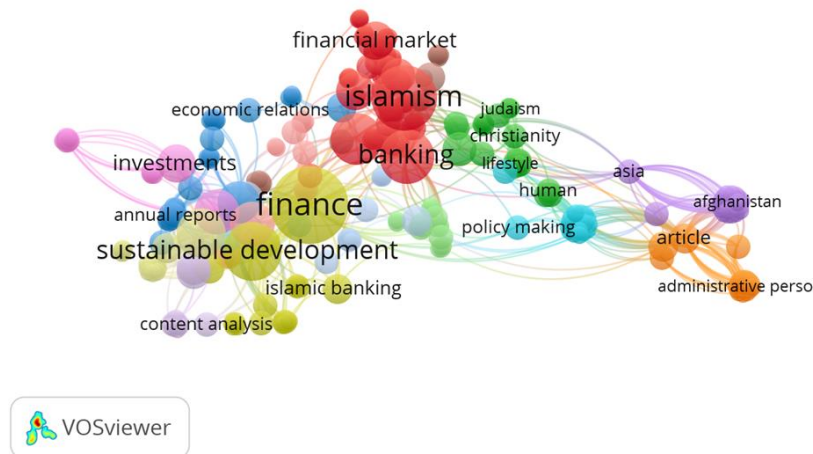 financial market
islamism
economic relations
judaism
christianity
banking
investments
lifestyle
asia
human
afghanistan
finance
annual reports
policy making
article
sustainable development
islamic banking
administrative perso
content analysis
VOSviewer